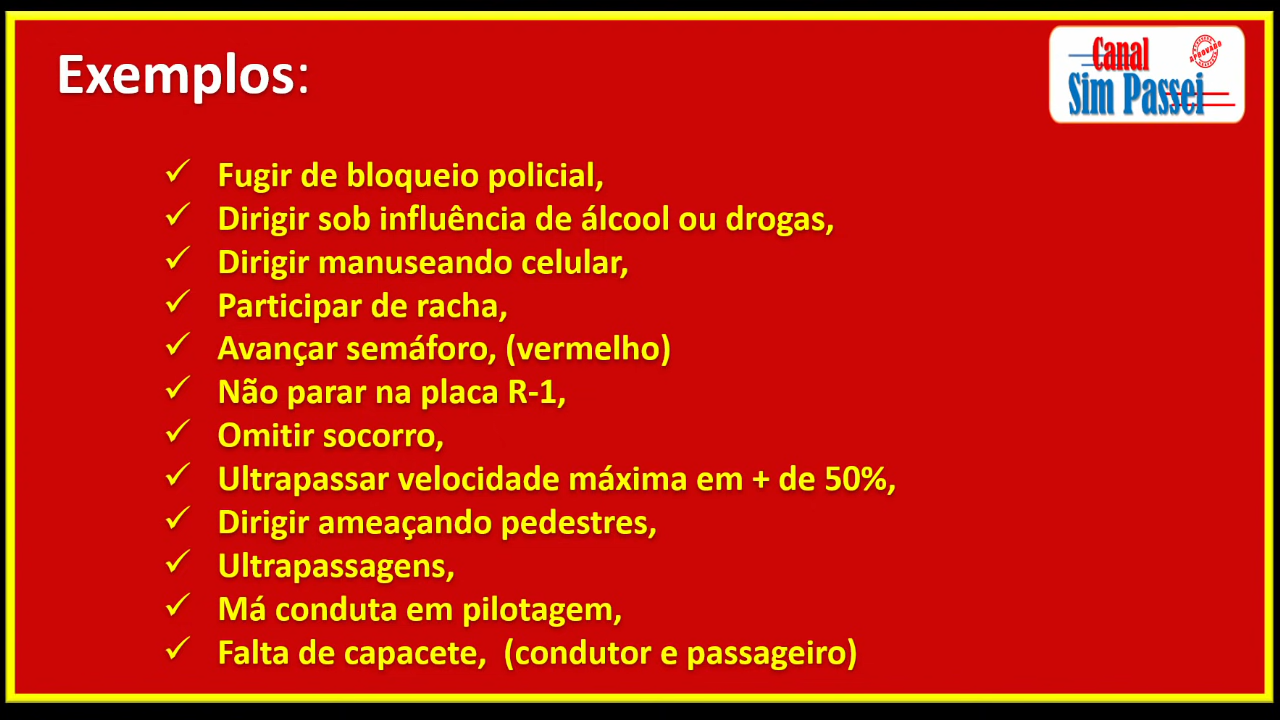 Exemplos:
Canal
APROVADO
Sim Passei
✓ Fugir de bloqueio policial,
✓ Dirigir sob influência de álcool ou drogas,
✓ Dirigir manuseando celular,
✓ Participar de racha,
✓ Avançar semáforo, (vermelho)
✓ Não parar na placa R-1,
✓ Omitir socorro,
✓ Ultrapassar velocidade máxima em + de 50%,
✓ Dirigir ameaçando pedestres,
✓ Ultrapassagens,
✓ Má conduta em pilotagem,
✓ Falta de capacete, (condutor e passageiro)